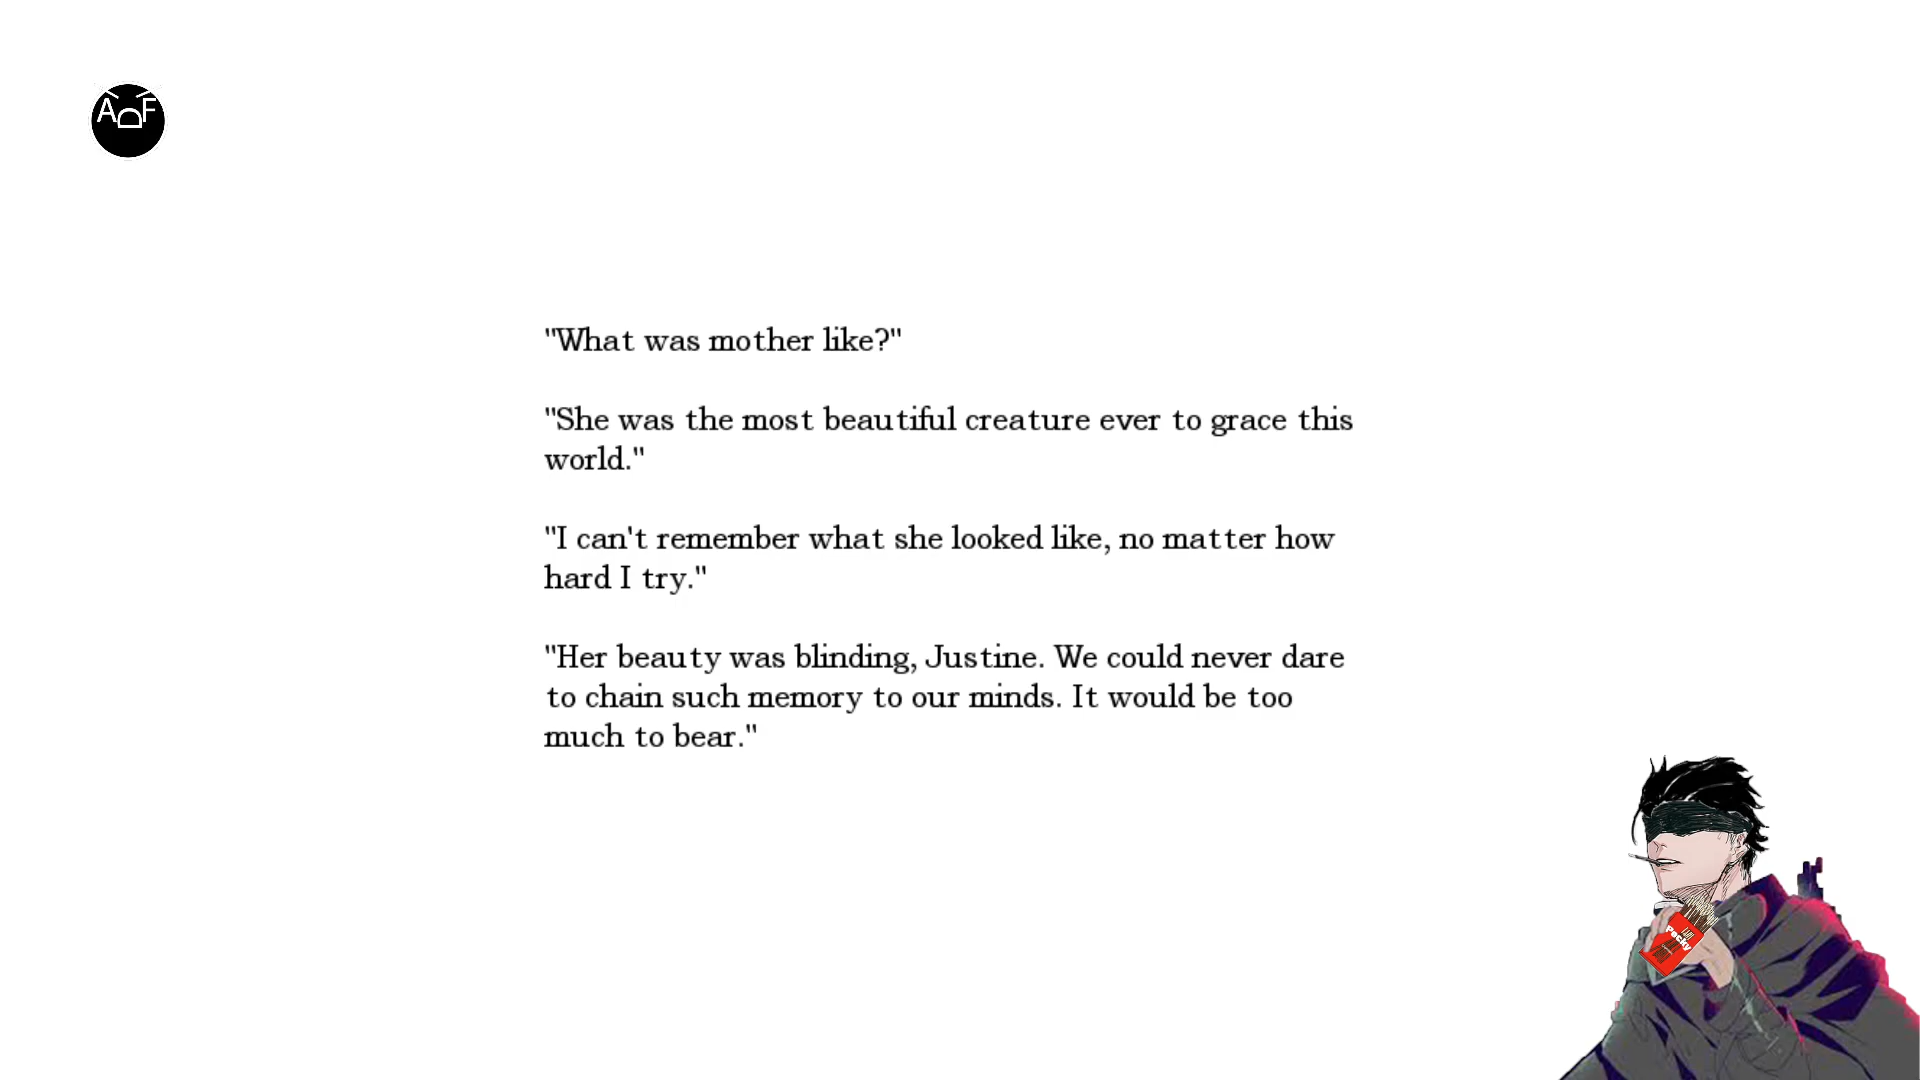 A D F
"What was mother like?"
"She was the most beautiful creature ever to grace this
world."
"I can't remember what she looked like, no matter how
hard I try."
"Her beauty was blinding, Justine. We could never dare
to chain such memory to our minds. It would be too
much to bear."
Pocky